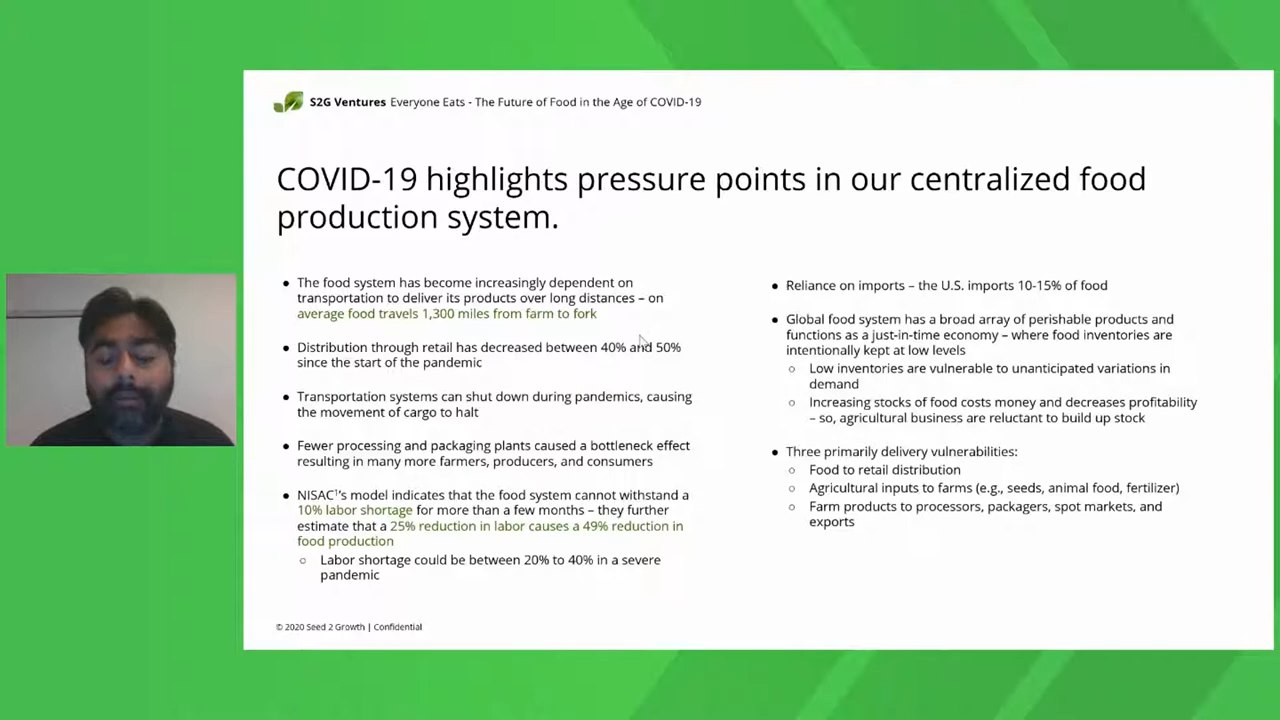 S2G Ventures Everyone Eats - The Future of Food in the Age of COVID-19
COVID-19 highlights pressure points in our centralized food
production system.
● The food system has become increasingly dependent on
transportation to deliver its products over long distances – on
average food travels 1,300 miles from farm to fork
● Distribution through retail has decreased between 40% and 50%
since the start of the pandemic
● Transportation systems can shut down during pandemics, causing
the movement of cargo to halt
● Fewer processing and packaging plants caused a bottleneck effect
resulting in many more farmers, producers, and consumers
● NISAC¹'s model indicates that the food system cannot withstand a
10% labor shortage for more than a few months – they further
estimate that a 25% reduction in labor causes a 49% reduction in
food production
○ Labor shortage could be between 20% to 40% in a severe
pandemic
● Reliance on imports – the U.S. imports 10-15% of food
● Global food system has a broad array of perishable products and
functions as a just-in-time economy – where food inventories are
intentionally kept at low levels
○ Low inventories are vulnerable to unanticipated variations in
demand
○ Increasing stocks of food costs money and decreases profitability
– so, agricultural business are reluctant to build up stock
● Three primarily delivery vulnerabilities:
○ Food to retail distribution
○ Agricultural inputs to farms (e.g., seeds, animal food, fertilizer)
○ Farm products to processors, packagers, spot markets, and
exports
© 2020 Seed 2 Growth | Confidential